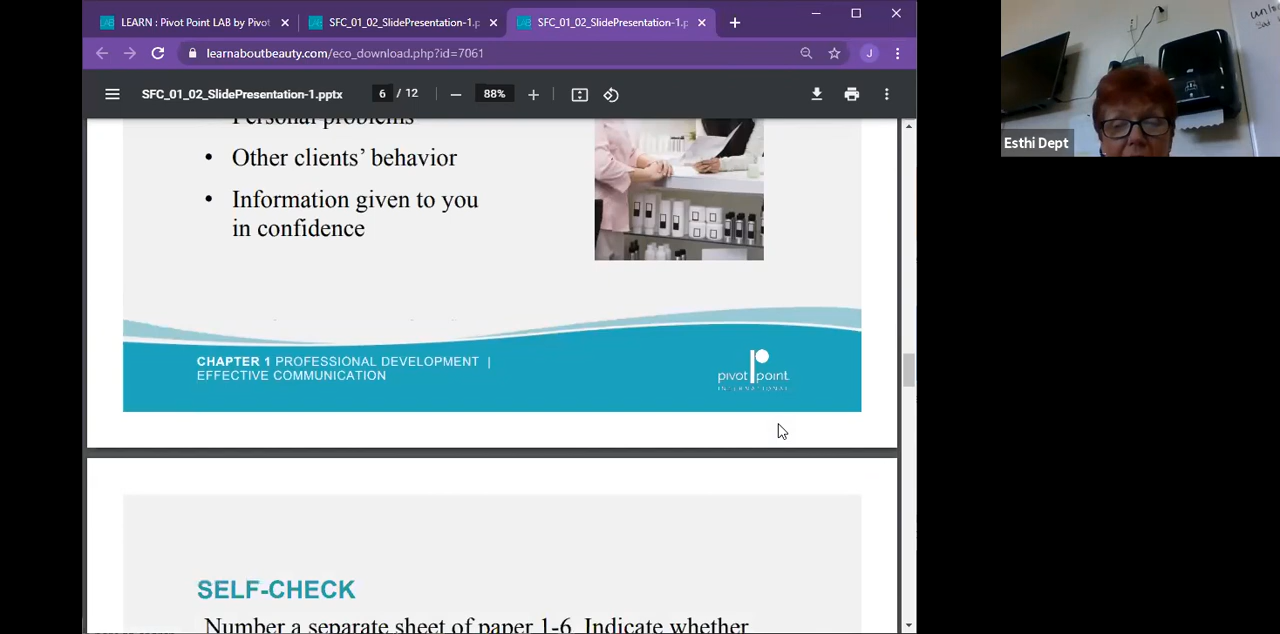 LEARN : Pivot Point LAB by Pivot
SFC_01_02_SlidePresentation-1.p
SFC_01_02_SlidePresentation-1.p
learnaboutbeauty.com/eco_download.php?id=7061
J
SFC_01_02_SlidePresentation-1.pptx
6 / 12
88%
Personal problems
• Other clients' behavior
• Information given to you
in confidence
CHAPTER 1 PROFESSIONAL DEVELOPMENT |
EFFECTIVE COMMUNICATION
pivot point
INTERNATIONAL
SELF-CHECK
Number a separate sheet of paper 1-6. Indicate whether
Esthi Dept